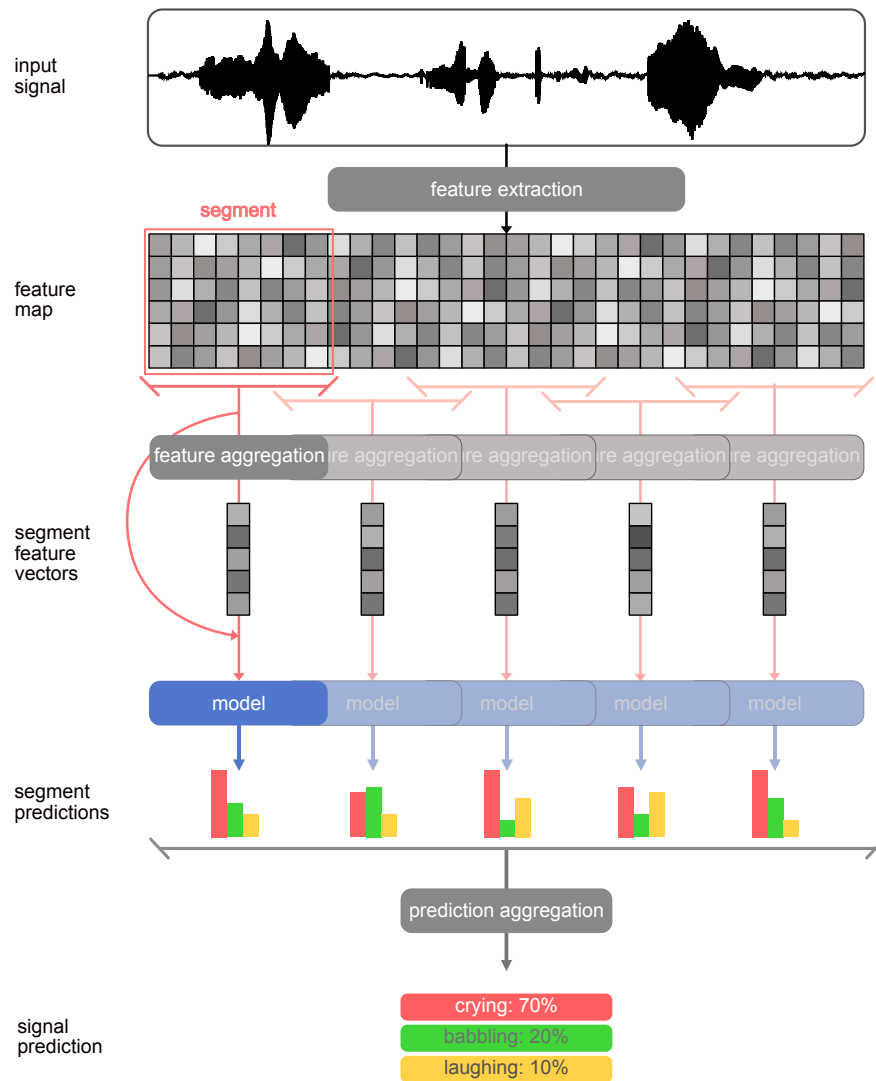 input
signal
feature extraction
segment
feature
map
feature aggregation
re aggregation
re aggregation
re aggregation
re aggregation
segment
feature
vectors
model
model
model
model
model
segment
predictions
prediction aggregation
signal
prediction
crying: 70%
babbling: 20%
laughing: 10%